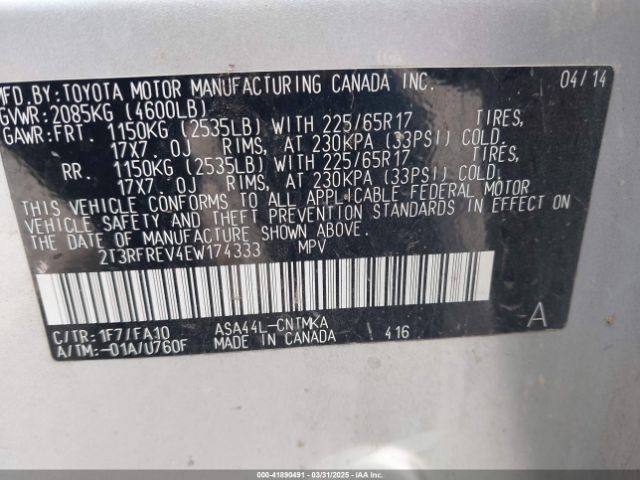 MFD.BY:TOYOTA MOTOR MANUFACTURING CANADA INC. 04/14
GVWR:2085KG (4600LB)
GAWR:FRT. 1150KG (2535LB) WITH 225/65R17 TIRES,
17X7.0J RIMS, AT 230KPA (33PSI) COLD.
RR. 1150KG (2535LB) WITH 225/65R17 TIRES,
17X7.0J RIMS, AT 230KPA (33PSI) COLD.
THIS VEHICLE CONFORMS TO ALL APPLICABLE FEDERAL MOTOR
VEHICLE SAFETY AND THEFT PREVENTION STANDARDS IN EFFECT ON
THE DATE OF MANUFACTURE SHOWN ABOVE.
2T3RFREV4EW174333 MPV
A
C/TR:1F7/FA10 ASA44L-CNTMKA
A/TM:-01A/U760F MADE IN CANADA 416
000-41890491 03/31/2025 IAAI.COM